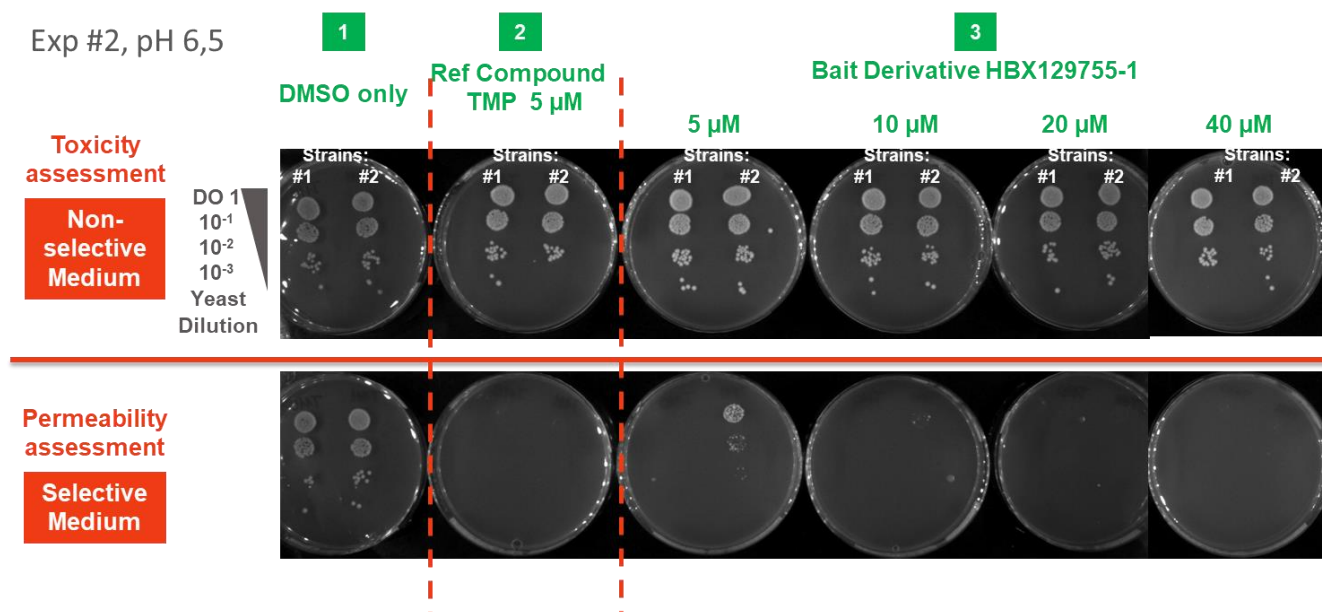 Exp #2, pH 6,5
1
2
3
DMSO only
Ref Compound
TMP 5 µM
Bait Derivative HBX129755-1
5 µM
10 µM
20 µM
40 µM
Toxicity
assessment
Non-
selective
Medium
DO 1
10⁻¹
10⁻²
10⁻³
Yeast
Dilution
Strains:
#1 #2
Strains:
#1 #2
Strains:
#1 #2
Strains:
#1 #2
Strains:
#1 #2
Strains:
#1 #2
Permeability
assessment
Selective
Medium